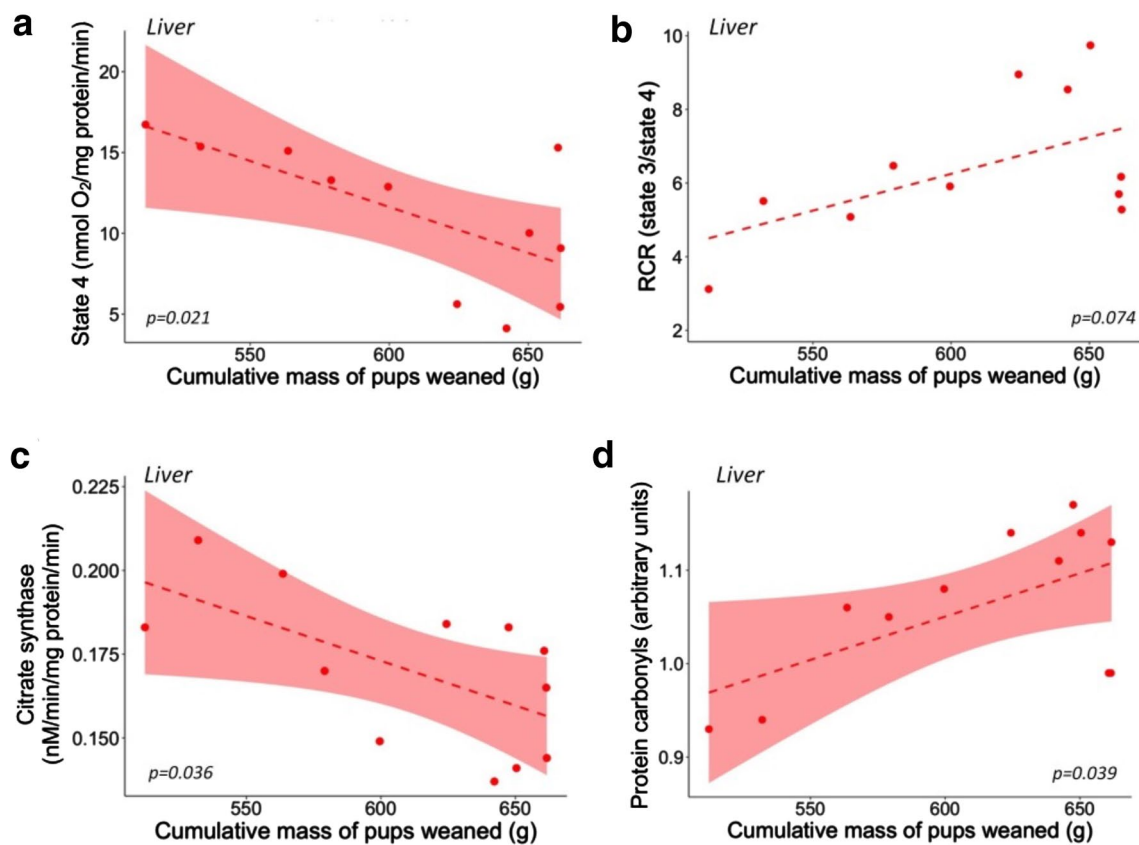 a
Liver
State 4 (nmol O₂/mg protein/min)
20
15
10
5
p=0.021
550
600
650
Cumulative mass of pups weaned (g)
b
Liver
RCR (state 3/state 4)
10
8
6
4
2
p=0.074
550
600
650
Cumulative mass of pups weaned (g)
c
Liver
Citrate synthase
(nM/min/mg protein/min)
0.225
0.200
0.175
0.150
p=0.036
550
600
650
Cumulative mass of pups weaned (g)
d
Liver
Protein carbonyls (arbitrary units)
1.1
1.0
0.9
p=0.039
550
600
650
Cumulative mass of pups weaned (g)